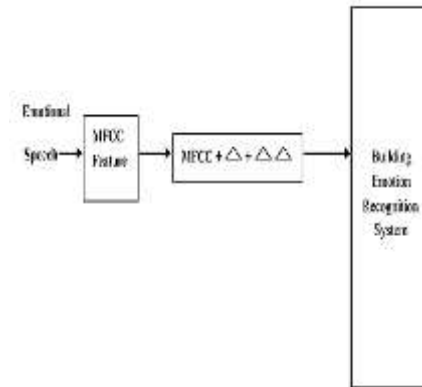 Emotional
Speech
MFCC
Feature
MFCC + △ + △ △
Building
Emotion
Recognition
System